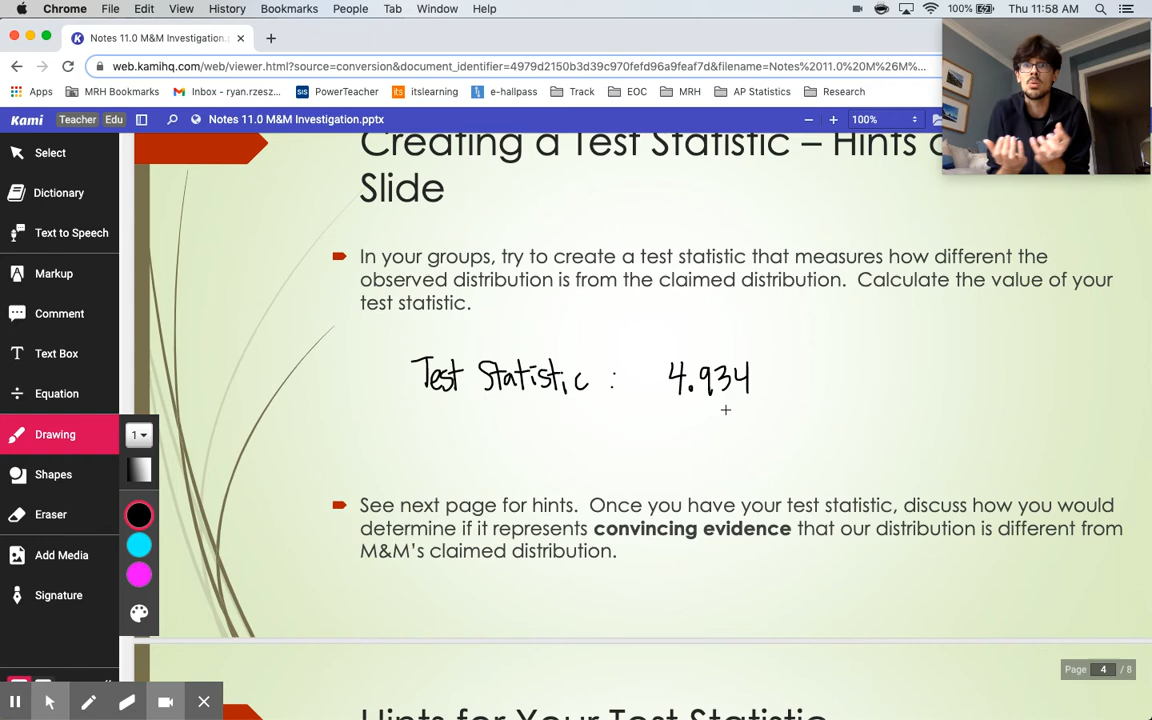 Chrome File Edit View History Bookmarks People Tab Window Help 100% Thu 11:58 AM
Notes 11.0 M&M Investigation.p
web.kamihq.com/web/viewer.html?source=conversion&document_identifier=4979d2150b3d39c970fefd96a9feaf7d&filename=Notes%2011.0%20M%26M%...
Apps MRH Bookmarks Inbox - ryan.rzesz... SIS PowerTeacher its itslearning e-hallpass Track EOC MRH AP Statistics Research
Kami Teacher Edu Notes 11.0 M&M Investigation.pptx 100%
Select
Dictionary
Text to Speech
Markup
Comment
Text Box
Equation
Drawing
Shapes
Eraser
Add Media
Signature
1
Creating a Test Statistic – Hints
Slide
In your groups, try to create a test statistic that measures how different the
observed distribution is from the claimed distribution. Calculate the value of your
test statistic.
Test Statistic : 4.934
See next page for hints. Once you have your test statistic, discuss how you would
determine if it represents convincing evidence that our distribution is different from
M&M's claimed distribution.
Page 4 / 8
Hints for Your Test Statistic